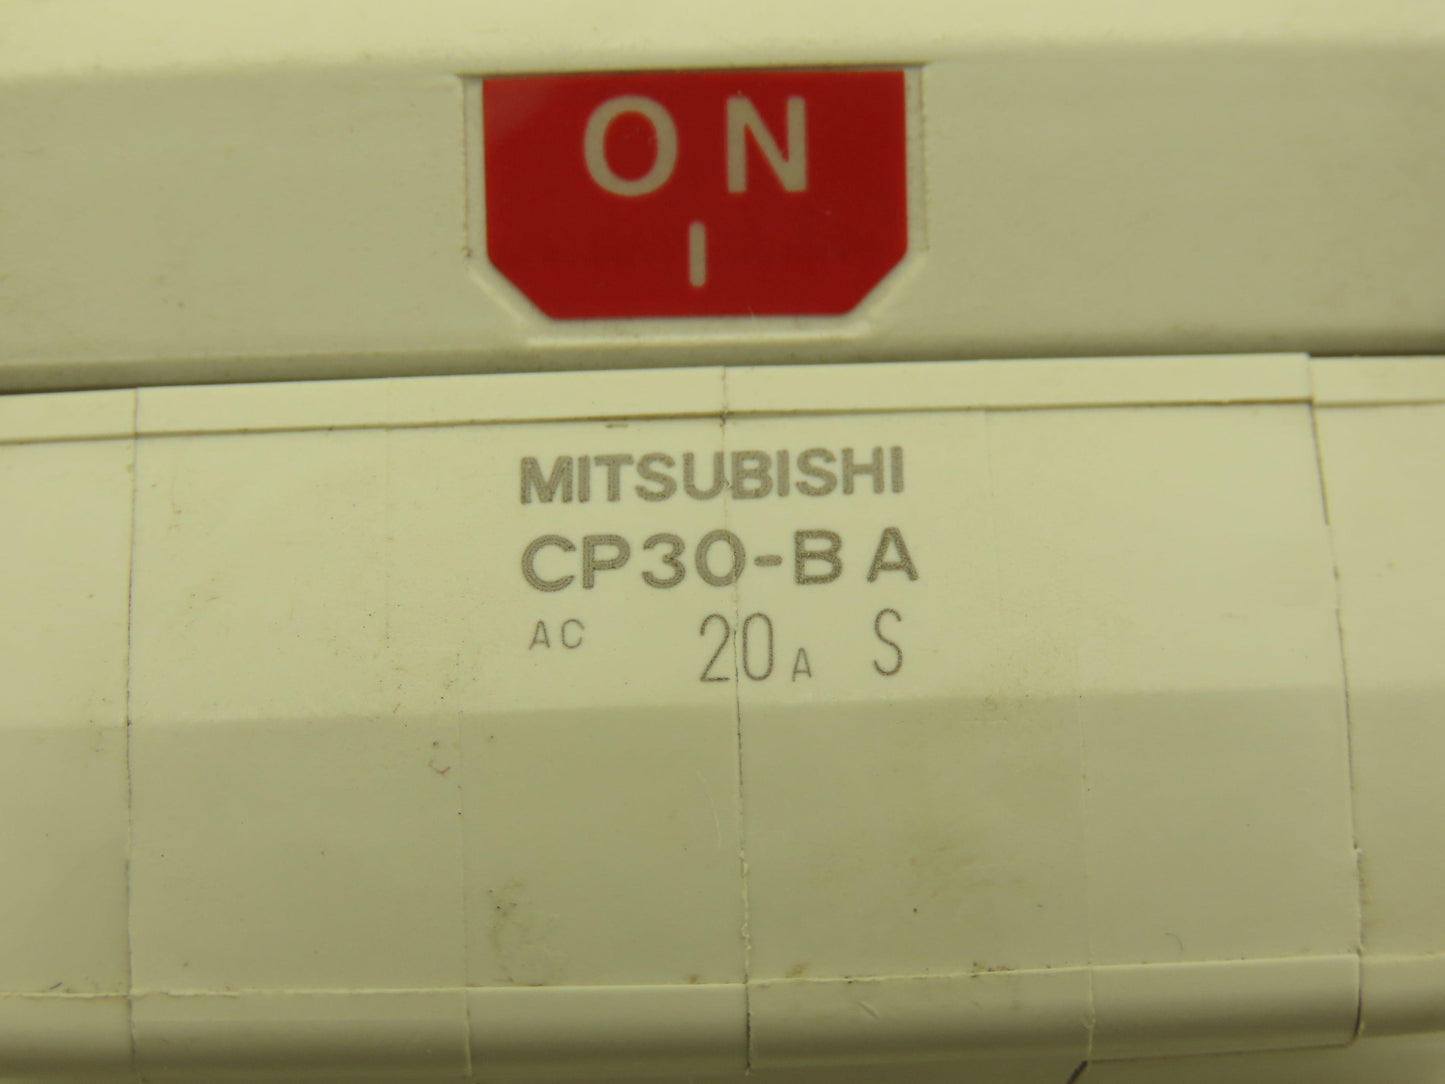 ON
I
MITSUBISHI
CP30-BA
AC 20A S